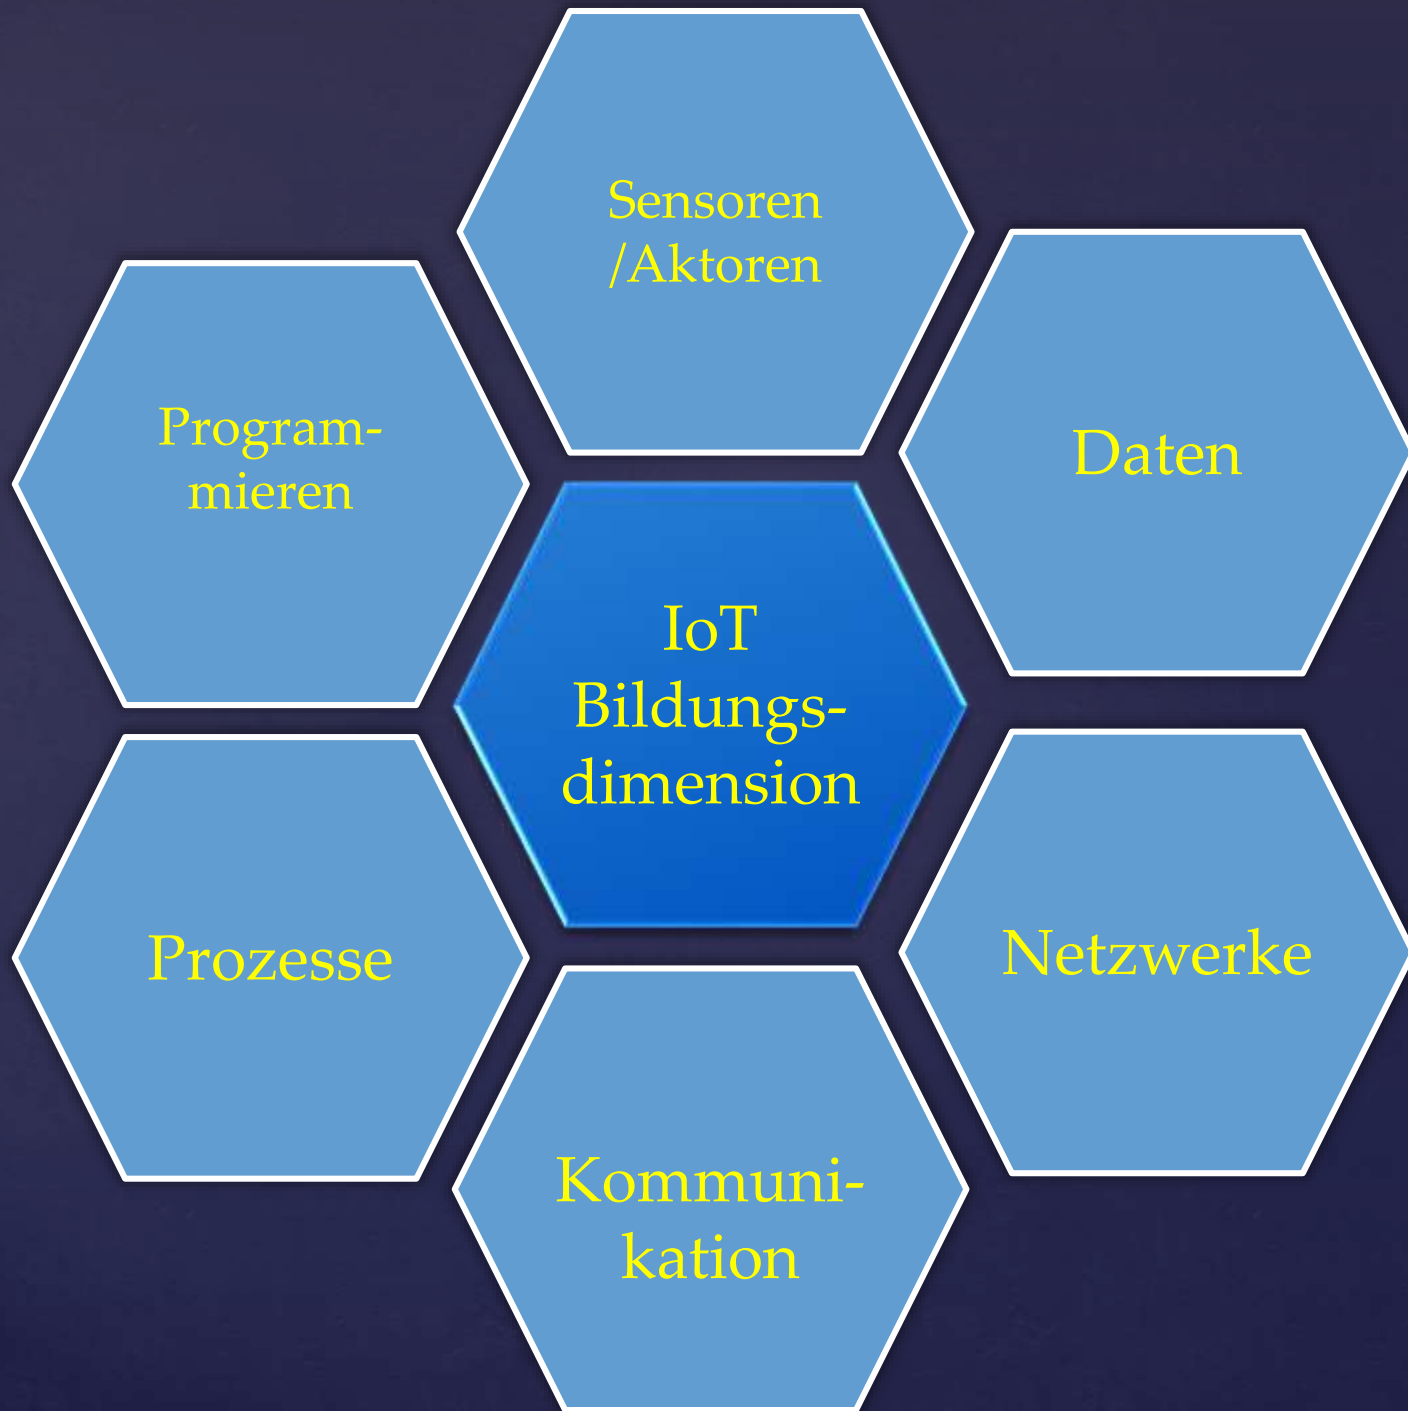 Sensoren
/Aktoren
Program-
mieren
Daten
IoT
Bildungs-
dimension
Prozesse
Netzwerke
Kommuni-
kation